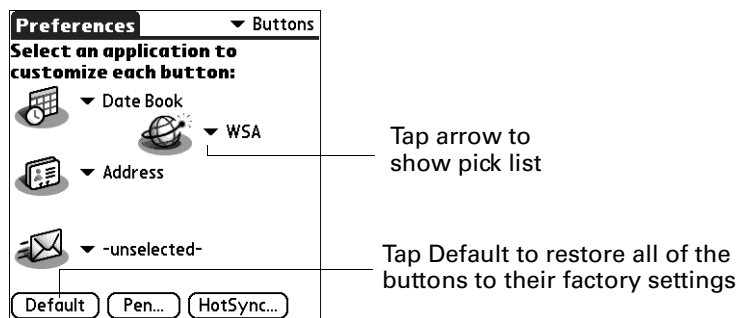 Preferences
Buttons
Select an application to
customize each button:
Date Book
WSA
Address
-unselected-
Default
Pen...
HotSync...
Tap arrow to
show pick list
Tap Default to restore all of the
buttons to their factory settings